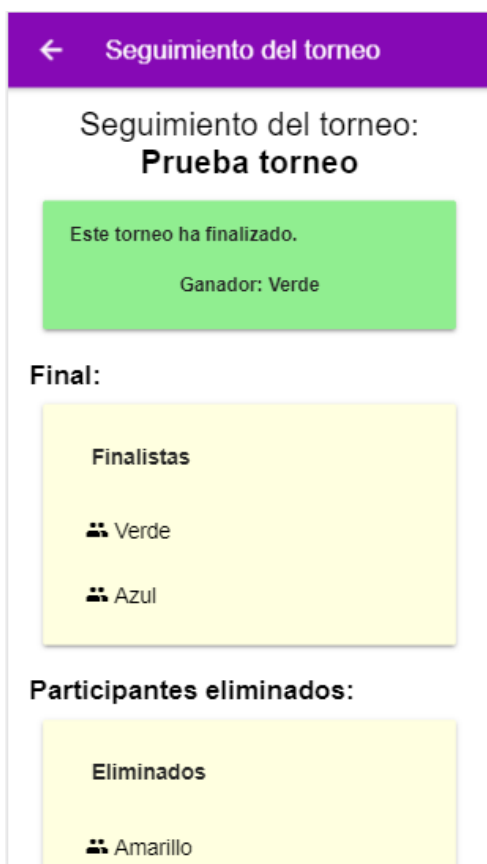 Seguimiento del torneo
Seguimiento del torneo:
Prueba torneo
Este torneo ha finalizado.
Ganador: Verde
Final:
Finalistas
Verde
Azul
Participantes eliminados:
Eliminados
Amarillo